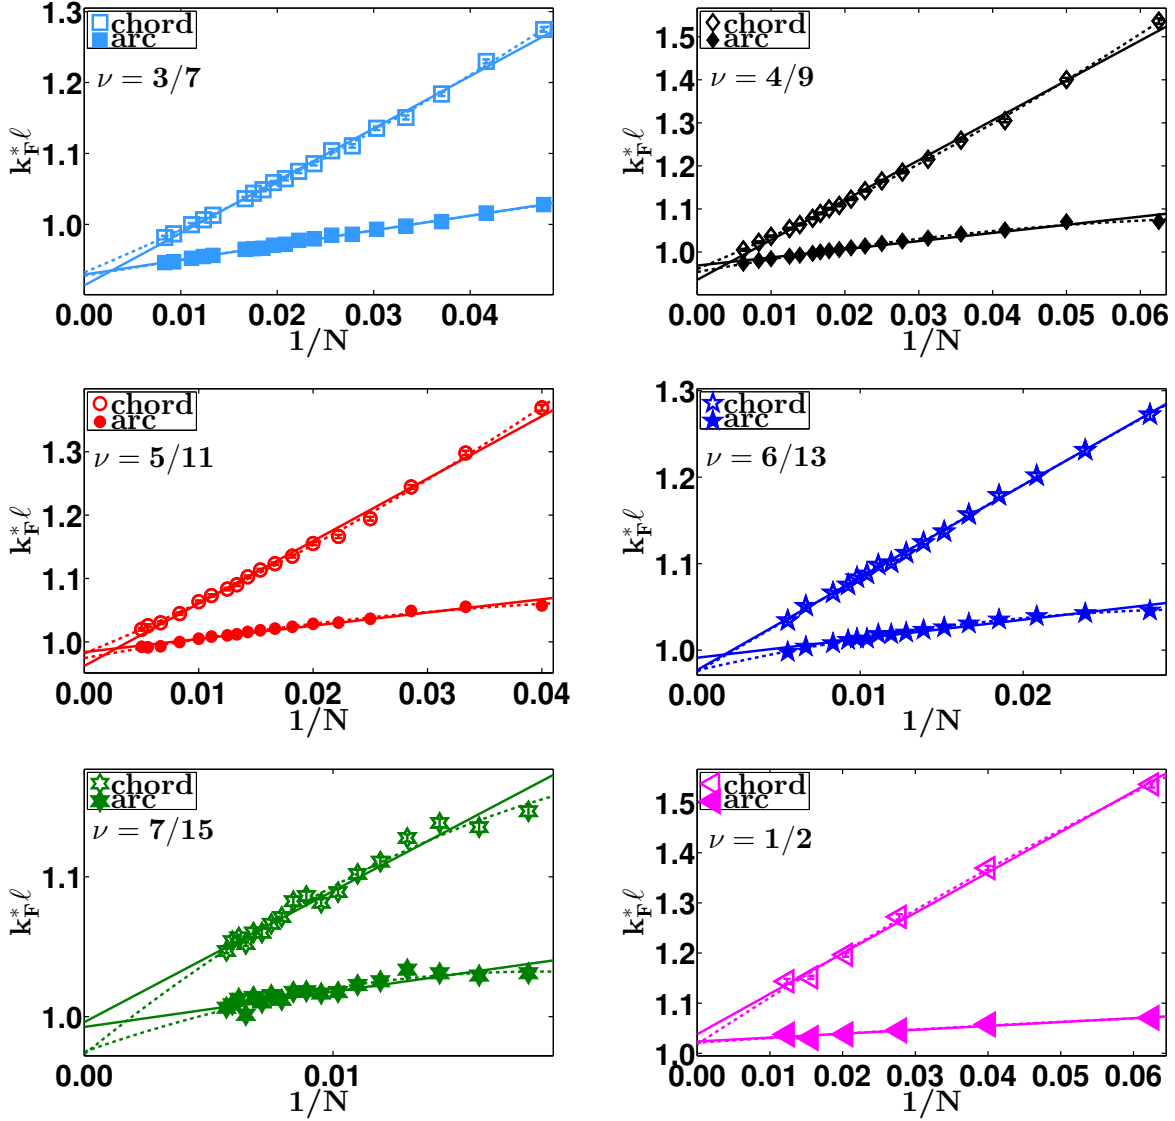 1.3
1.2
1.1
1.0
k*Fℓ
chord
arc
ν = 3/7
0.00 0.01 0.02 0.03 0.04
1/N
1.5
1.4
1.3
1.2
1.1
1.0
k*Fℓ
chord
arc
ν = 4/9
0.00 0.01 0.02 0.03 0.04 0.05 0.06
1/N
1.3
1.2
1.1
1.0
k*Fℓ
chord
arc
ν = 5/11
0.00 0.01 0.02 0.03 0.04
1/N
1.3
1.2
1.1
1.0
k*Fℓ
chord
arc
ν = 6/13
0.00 0.01 0.02
1/N
1.1
1.0
k*Fℓ
chord
arc
ν = 7/15
0.00 0.01
1/N
1.5
1.4
1.3
1.2
1.1
1.0
k*Fℓ
chord
arc
ν = 1/2
0.00 0.01 0.02 0.03 0.04 0.05 0.06
1/N